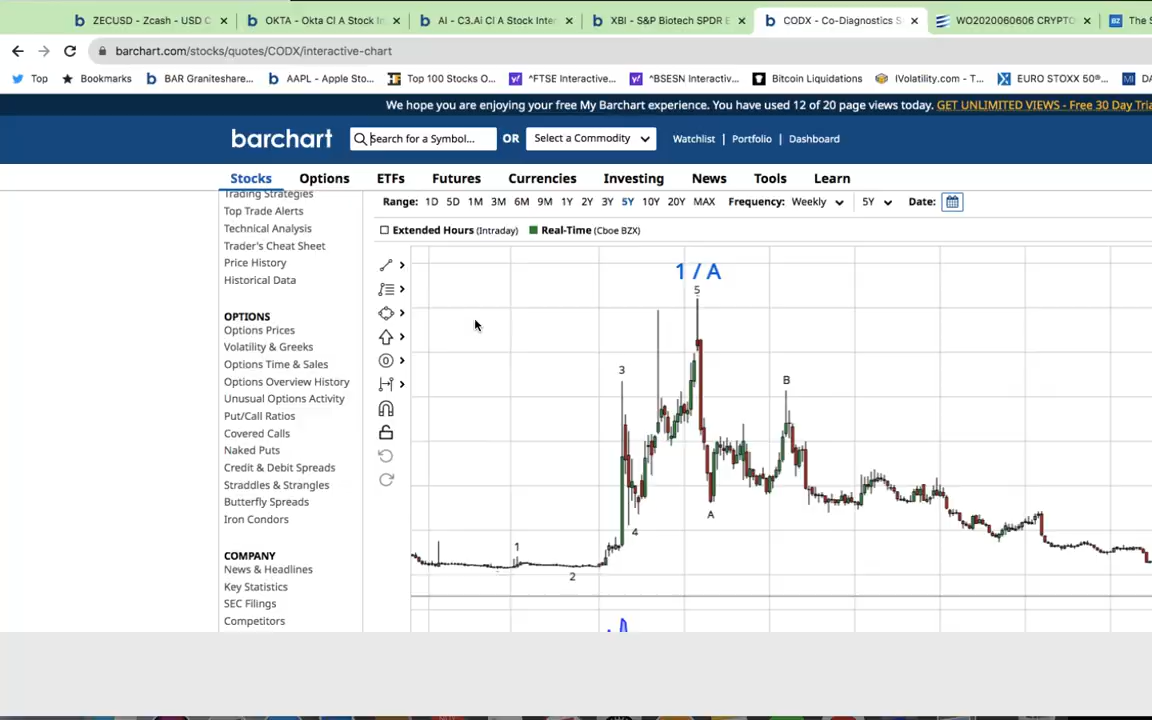 ZECUSD - Zcash - USD C
OKTA - Okta Cl A Stock In
AI - C3.Ai Cl A Stock Inter
XBI - S&P Biotech SPDR E
CODX - Co-Diagnostics S
WO2020060606 CRYPTO
The S
barchart.com/stocks/quotes/CODX/interactive-chart
Top
Bookmarks
BAR Graniteshare...
AAPL - Apple Sto...
Top 100 Stocks O...
^FTSE Interactive...
^BSESN Interactiv...
Bitcoin Liquidations
IVolatility.com - T...
EURO STOXX 50®...
DA
We hope you are enjoying your free My Barchart experience. You have used 12 of 20 page views today. GET UNLIMITED VIEWS - Free 30 Day Tria
barchart
Search for a Symbol...
OR
Select a Commodity
Watchlist | Portfolio | Dashboard
Stocks
Options
ETFs
Futures
Currencies
Investing
News
Tools
Learn
Trading Strategies
Top Trade Alerts
Technical Analysis
Trader's Cheat Sheet
Price History
Historical Data
OPTIONS
Options Prices
Volatility & Greeks
Options Time & Sales
Options Overview History
Unusual Options Activity
Put/Call Ratios
Covered Calls
Naked Puts
Credit & Debit Spreads
Straddles & Strangles
Butterfly Spreads
Iron Condors
COMPANY
News & Headlines
Key Statistics
SEC Filings
Competitors
Range: 1D 5D 1M 3M 6M 9M 1Y 2Y 3Y 5Y 10Y 20Y MAX Frequency: Weekly 5Y Date:
Extended Hours (Intraday) Real-Time (Cboe BZX)
1 / A
5
3
B
A
4
1
2